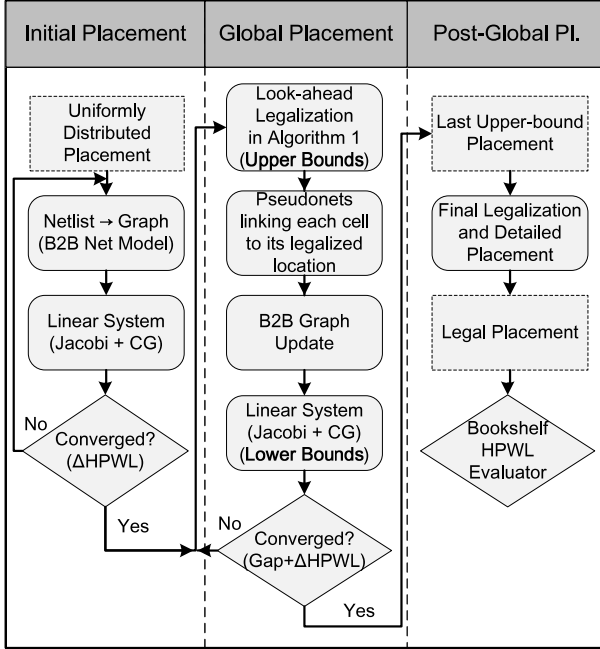 Initial Placement
Global Placement
Post-Global Pl.
Uniformly
Distributed
Placement
Netlist → Graph
(B2B Net Model)
Linear System
(Jacobi + CG)
No
Converged?
(ΔHPWL)
Yes
Look-ahead
Legalization
in Algorithm 1
(Upper Bounds)
Pseudonets
linking each cell
to its legalized
location
B2B Graph
Update
Linear System
(Jacobi + CG)
(Lower Bounds)
No
Converged?
(Gap+ΔHPWL)
Yes
Last Upper-bound
Placement
Final Legalization
and Detailed
Placement
Legal Placement
Bookshelf
HPWL
Evaluator